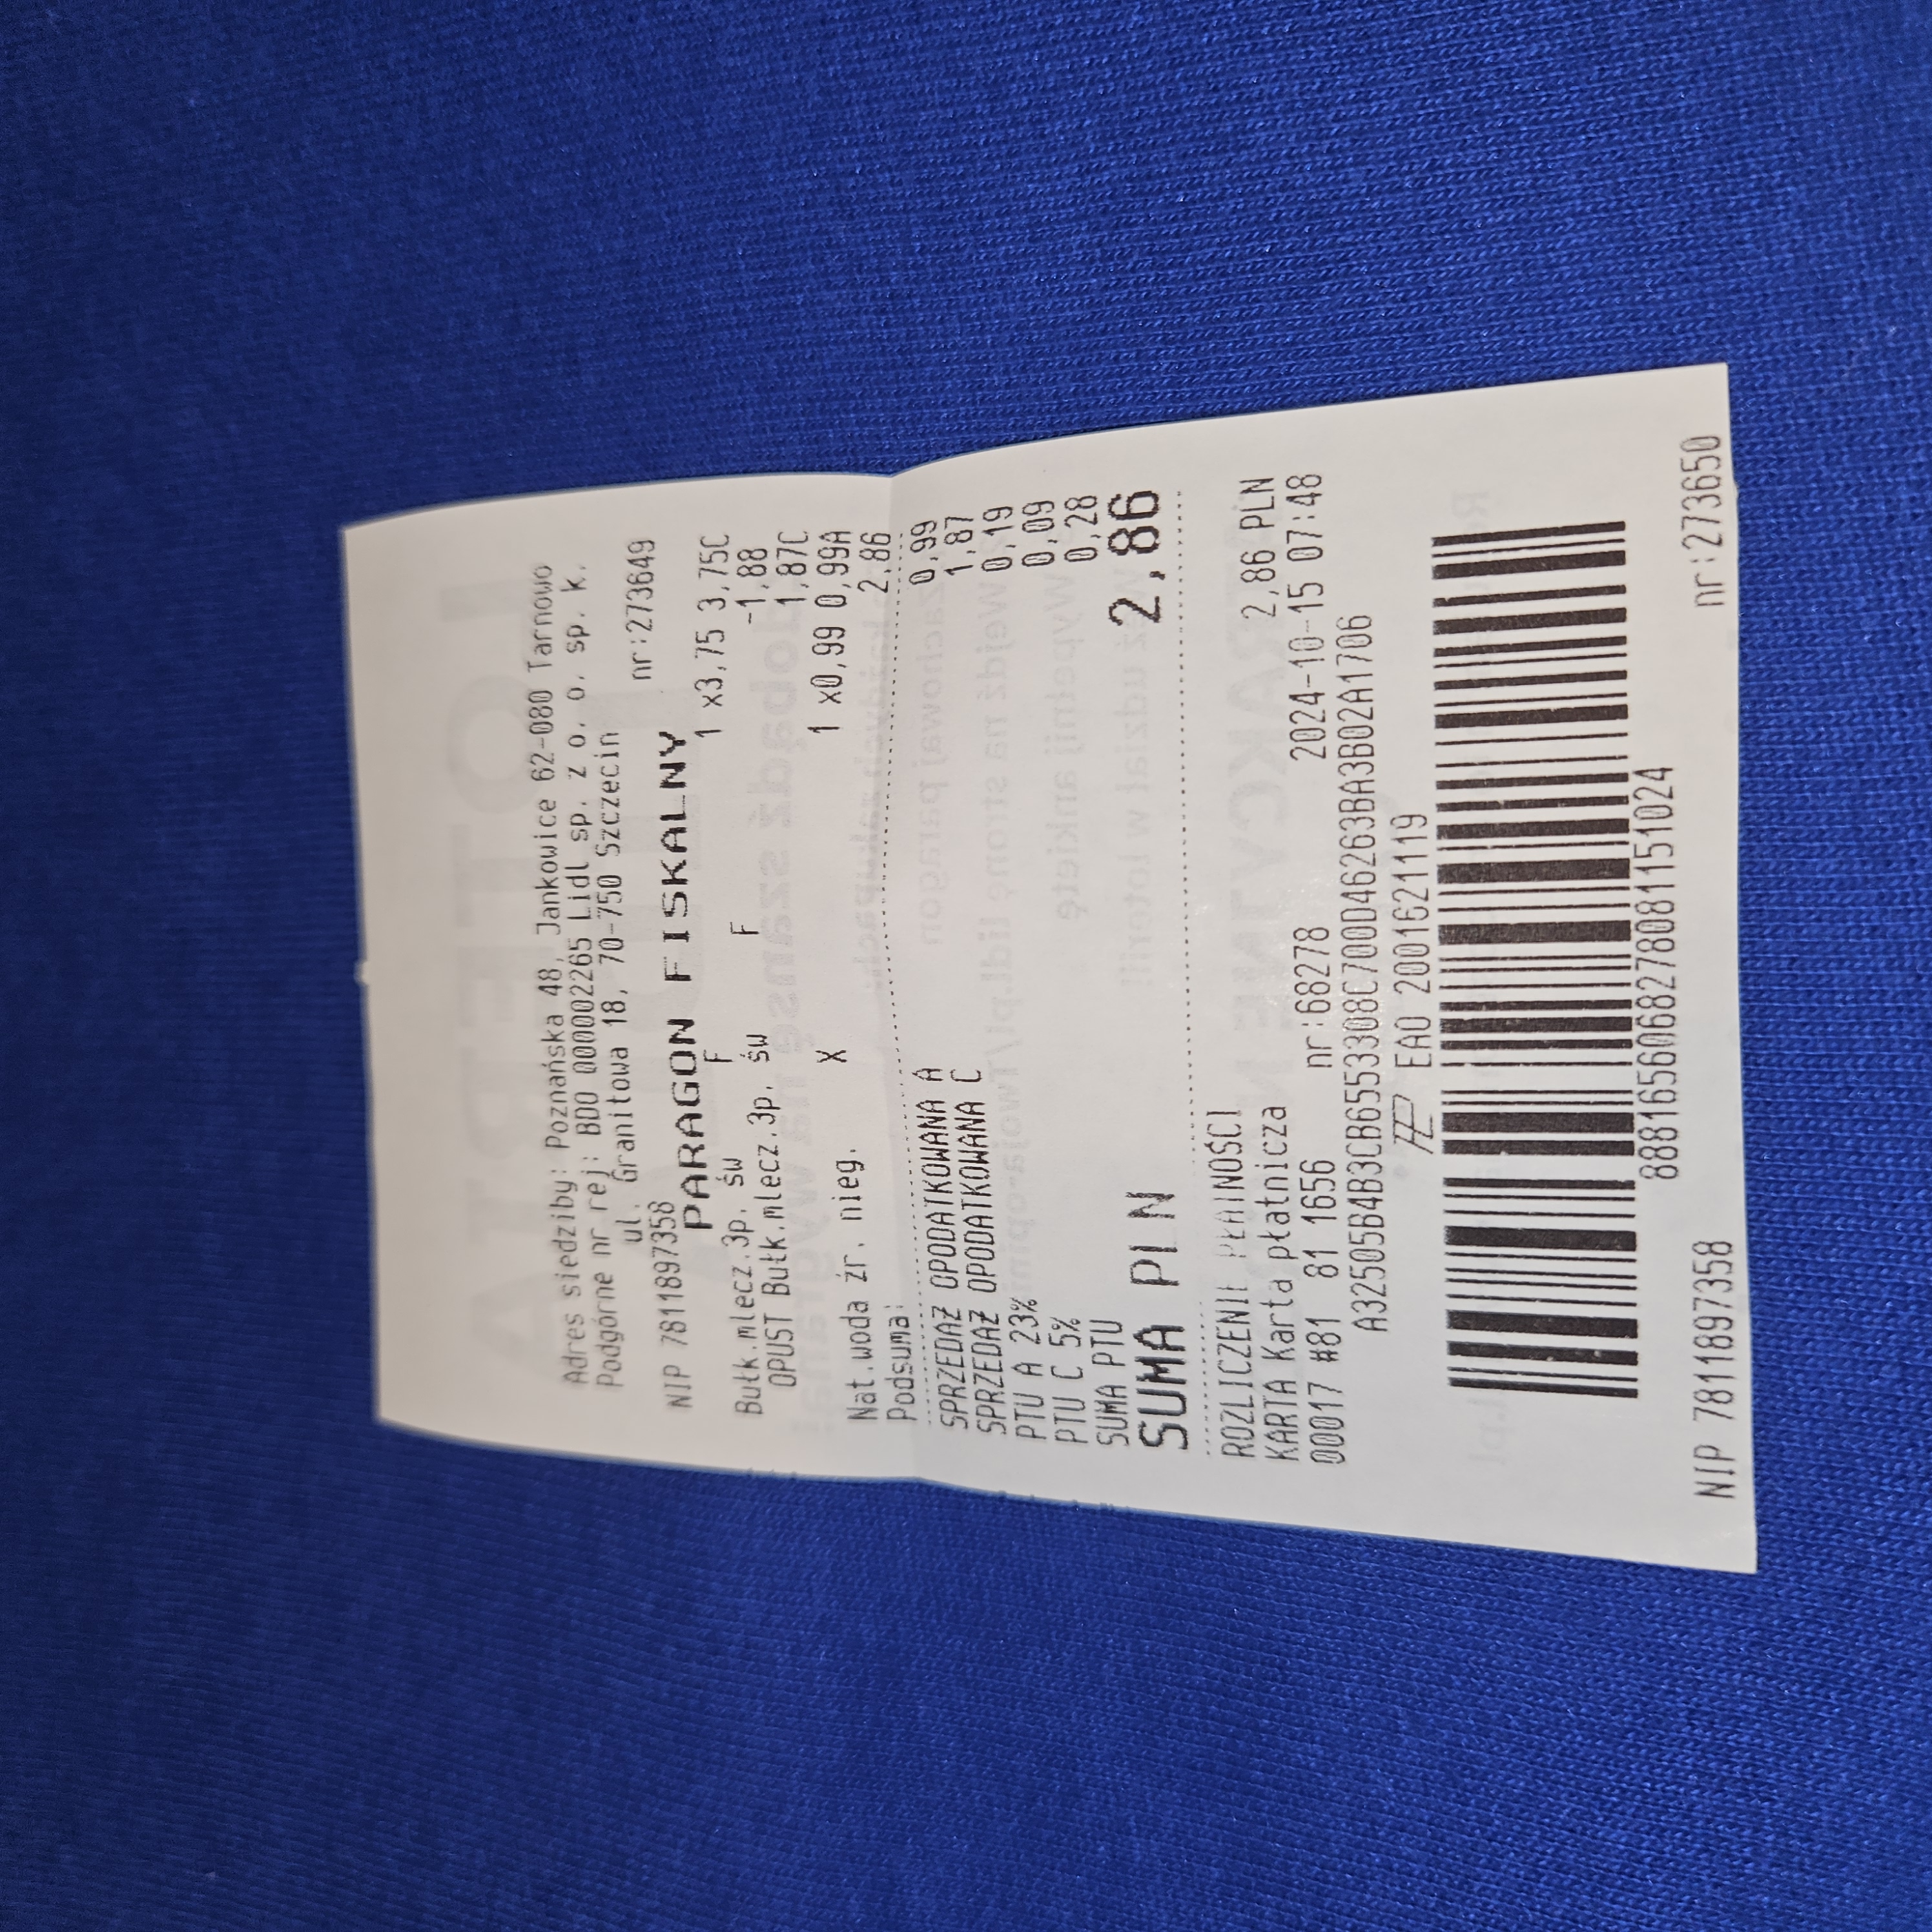 Adres siedziby: Poznańska 48, Jankowice 62-080 Tarnowo
Podgórne nr rej: BDO 000002265 Lidl sp. z o. o. sp. k.
ul. Granitowa 18, 70-750 Szczecin
NIP 7811897358 nr:273649
PARAGON FISKALNY
Bułk.mlecz.3p. św F 1 x3,75 3,75C
OPUST Bułk.mlecz.3p. św F -1,88
1,87C
Nat.woda źr. nieg. X 1 x0,99 0,99A
Podsuma: 2,86
SPRZEDAŻ OPODATKOWANA A 0,99
SPRZEDAŻ OPODATKOWANA C 1,87
PTU A 23% 0,19
PTU C 5% 0,09
SUMA PTU 0,28
SUMA PLN 2,86
ROZLICZENIE PŁATNOŚCI
KARTA Karta płatnicza 2,86 PLN
00017 #81 81 1656 nr:68278 2024-10-15 07:48
A32505B4B3CB6553308C700D46263BA3B02A1706
EAO 2001621119
8881656068278081151024
NIP 7811897358 nr:273650